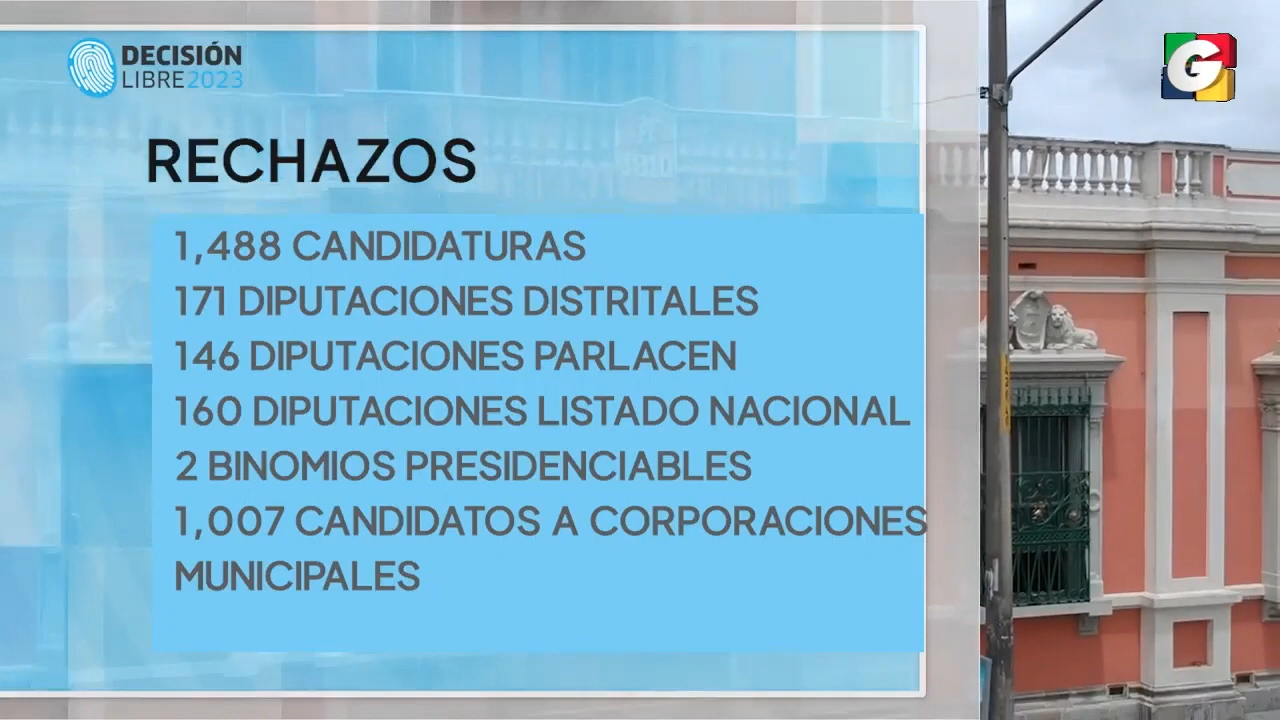 DECISIÓN
LIBRE2023
G
RECHAZOS
1,488 CANDIDATURAS
171 DIPUTACIONES DISTRITALES
146 DIPUTACIONES PARLACEN
160 DIPUTACIONES LISTADO NACIONAL
2 BINOMIOS PRESIDENCIABLES
1,007 CANDIDATOS A CORPORACIONES
MUNICIPALES